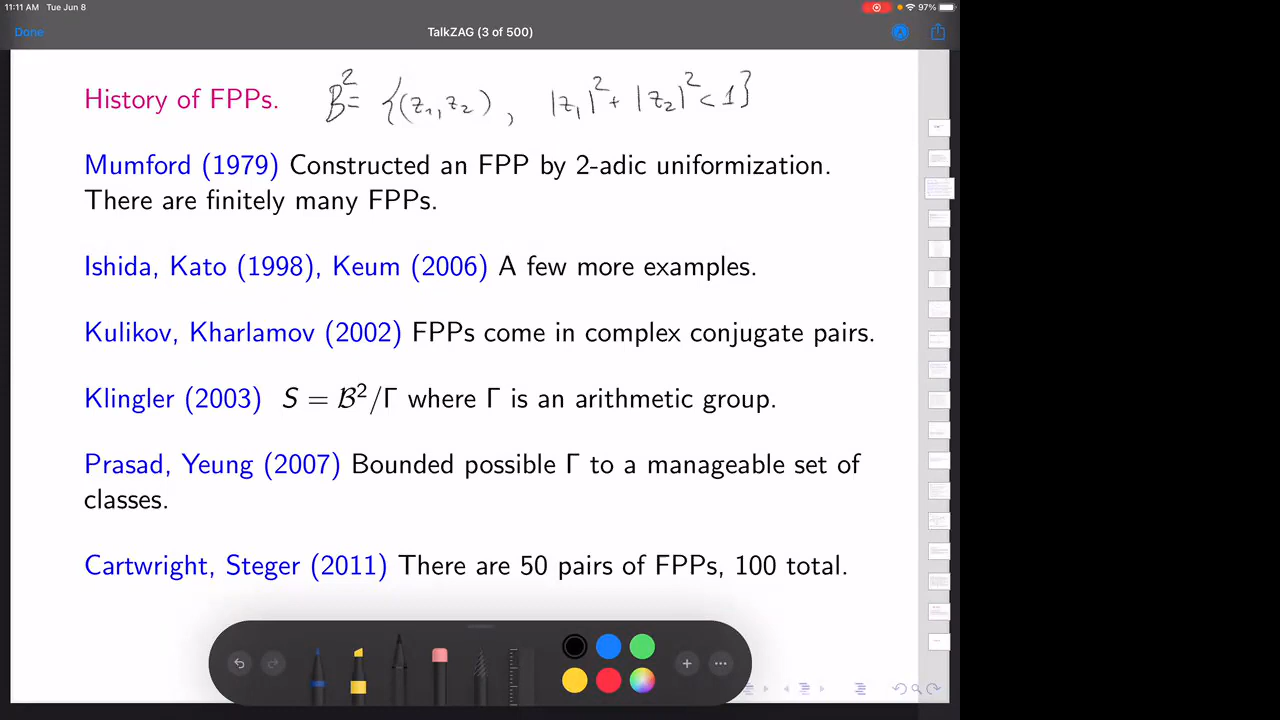 11:11 AM Tue Jun 8
97%
Done
TalkZAG (3 of 500)
History of FPPs. B² = {(z₁,z₂), |z₁|² + |z₂|² < 1}
Mumford (1979) Constructed an FPP by 2-adic uniformization.
There are finitely many FPPs.
Ishida, Kato (1998), Keum (2006) A few more examples.
Kulikov, Kharlamov (2002) FPPs come in complex conjugate pairs.
Klingler (2003) S = ℬ²/Γ where Γ is an arithmetic group.
Prasad, Yeung (2007) Bounded possible Γ to a manageable set of
classes.
Cartwright, Steger (2011) There are 50 pairs of FPPs, 100 total.